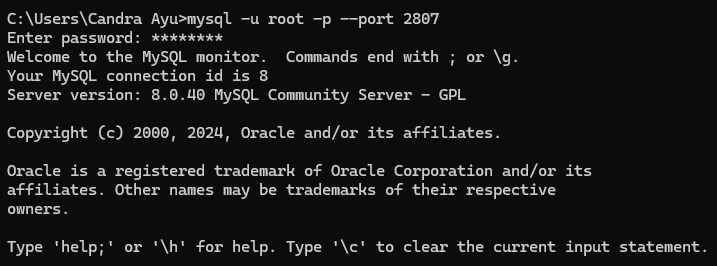 C:\Users\Candra Ayu>mysql -u root -p --port 2807
Enter password: ********
Welcome to the MySQL monitor.  Commands end with ; or \g.
Your MySQL connection id is 8
Server version: 8.0.40 MySQL Community Server - GPL

Copyright (c) 2000, 2024, Oracle and/or its affiliates.

Oracle is a registered trademark of Oracle Corporation and/or its
affiliates. Other names may be trademarks of their respective
owners.

Type 'help;' or '\h' for help. Type '\c' to clear the current input statement.